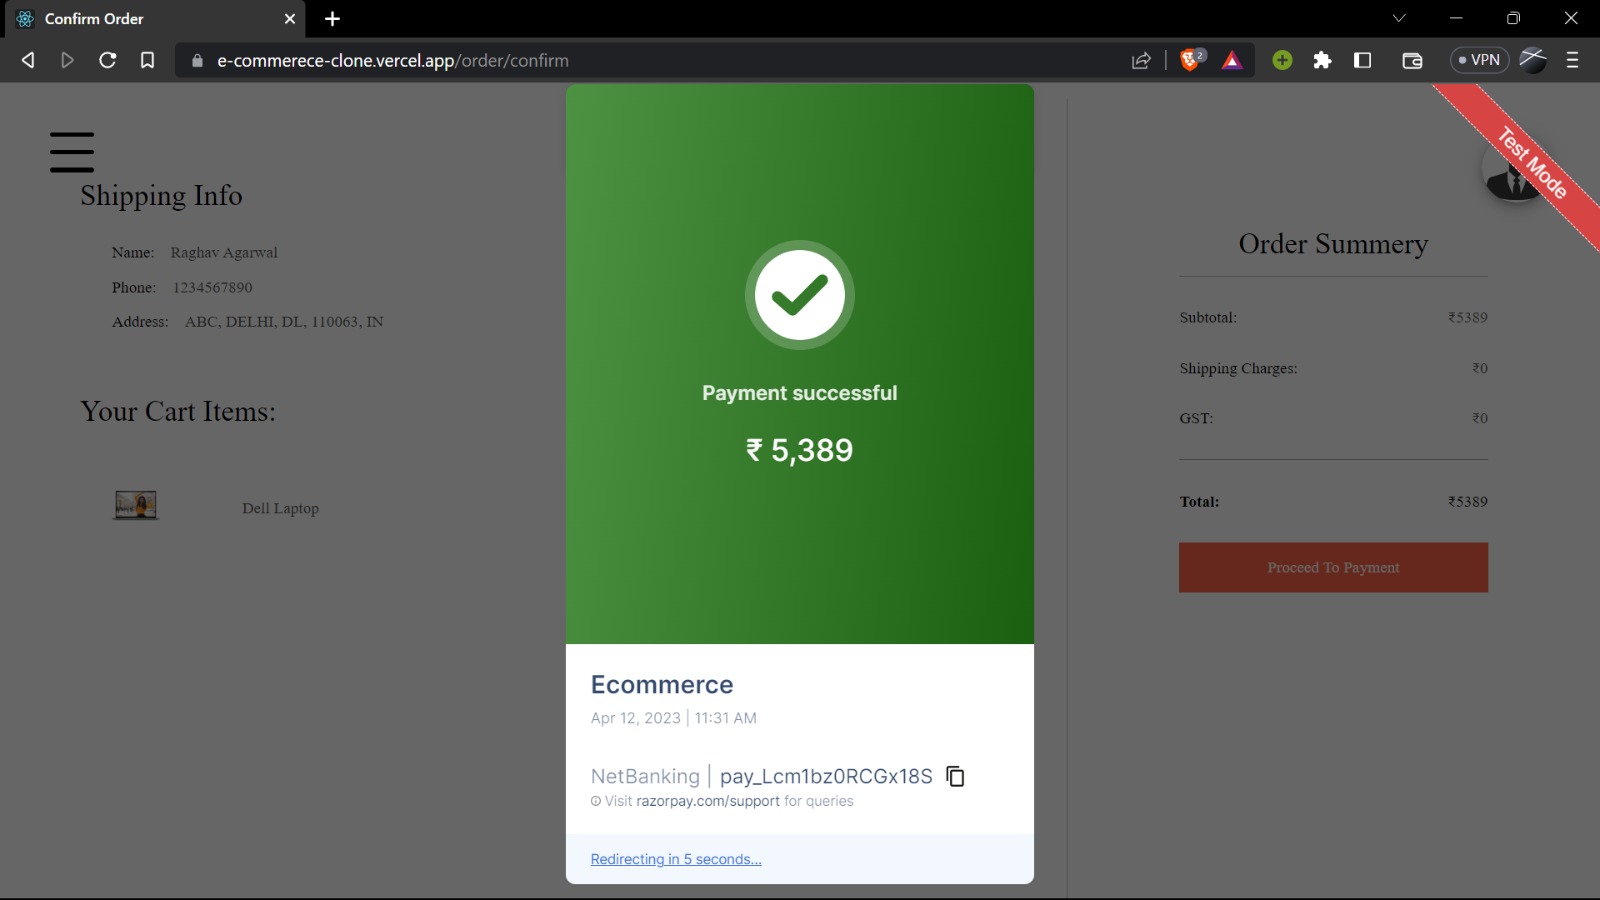 Confirm Order
e-commerece-clone.vercel.app/order/confirm
2
VPN
Test Mode
Shipping Info
Name: Raghav Agarwal
Phone: 1234567890
Address: ABC, DELHI, DL, 110063, IN
Your Cart Items:
Dell Laptop
Payment successful
₹ 5,389
Ecommerce
Apr 12, 2023 | 11:31 AM
NetBanking | pay_Lcm1bz0RCGx18S
Visit razorpay.com/support for queries
Redirecting in 5 seconds...
Order Summery
Subtotal: ₹5389
Shipping Charges: ₹0
GST: ₹0
Total: ₹5389
Proceed To Payment